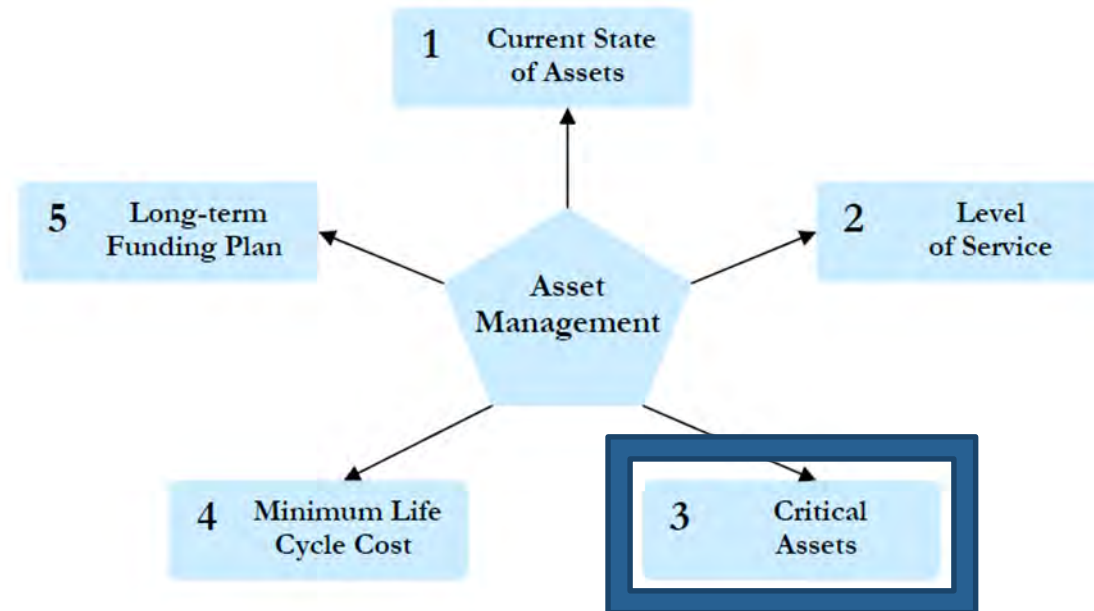 1 Current State
of Assets
5 Long-term
Funding Plan
2 Level
of Service
Asset
Management
4 Minimum Life
Cycle Cost
3 Critical
Assets